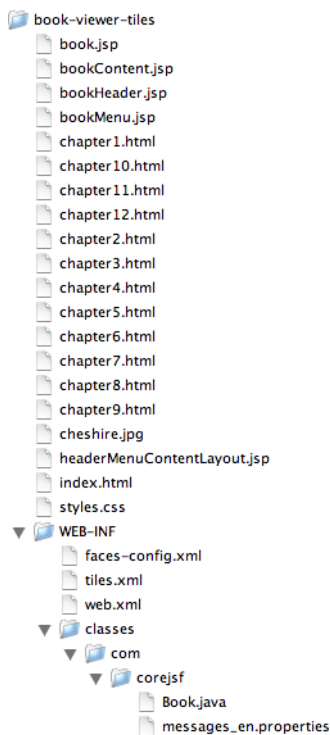 book-viewer-tiles
book.jsp
bookContent.jsp
bookHeader.jsp
bookMenu.jsp
chapter1.html
chapter10.html
chapter11.html
chapter12.html
chapter2.html
chapter3.html
chapter4.html
chapter5.html
chapter6.html
chapter7.html
chapter8.html
chapter9.html
cheshire.jpg
headerMenuContentLayout.jsp
index.html
styles.css
WEB-INF
faces-config.xml
tiles.xml
web.xml
classes
com
corejsf
Book.java
messages_en.properties